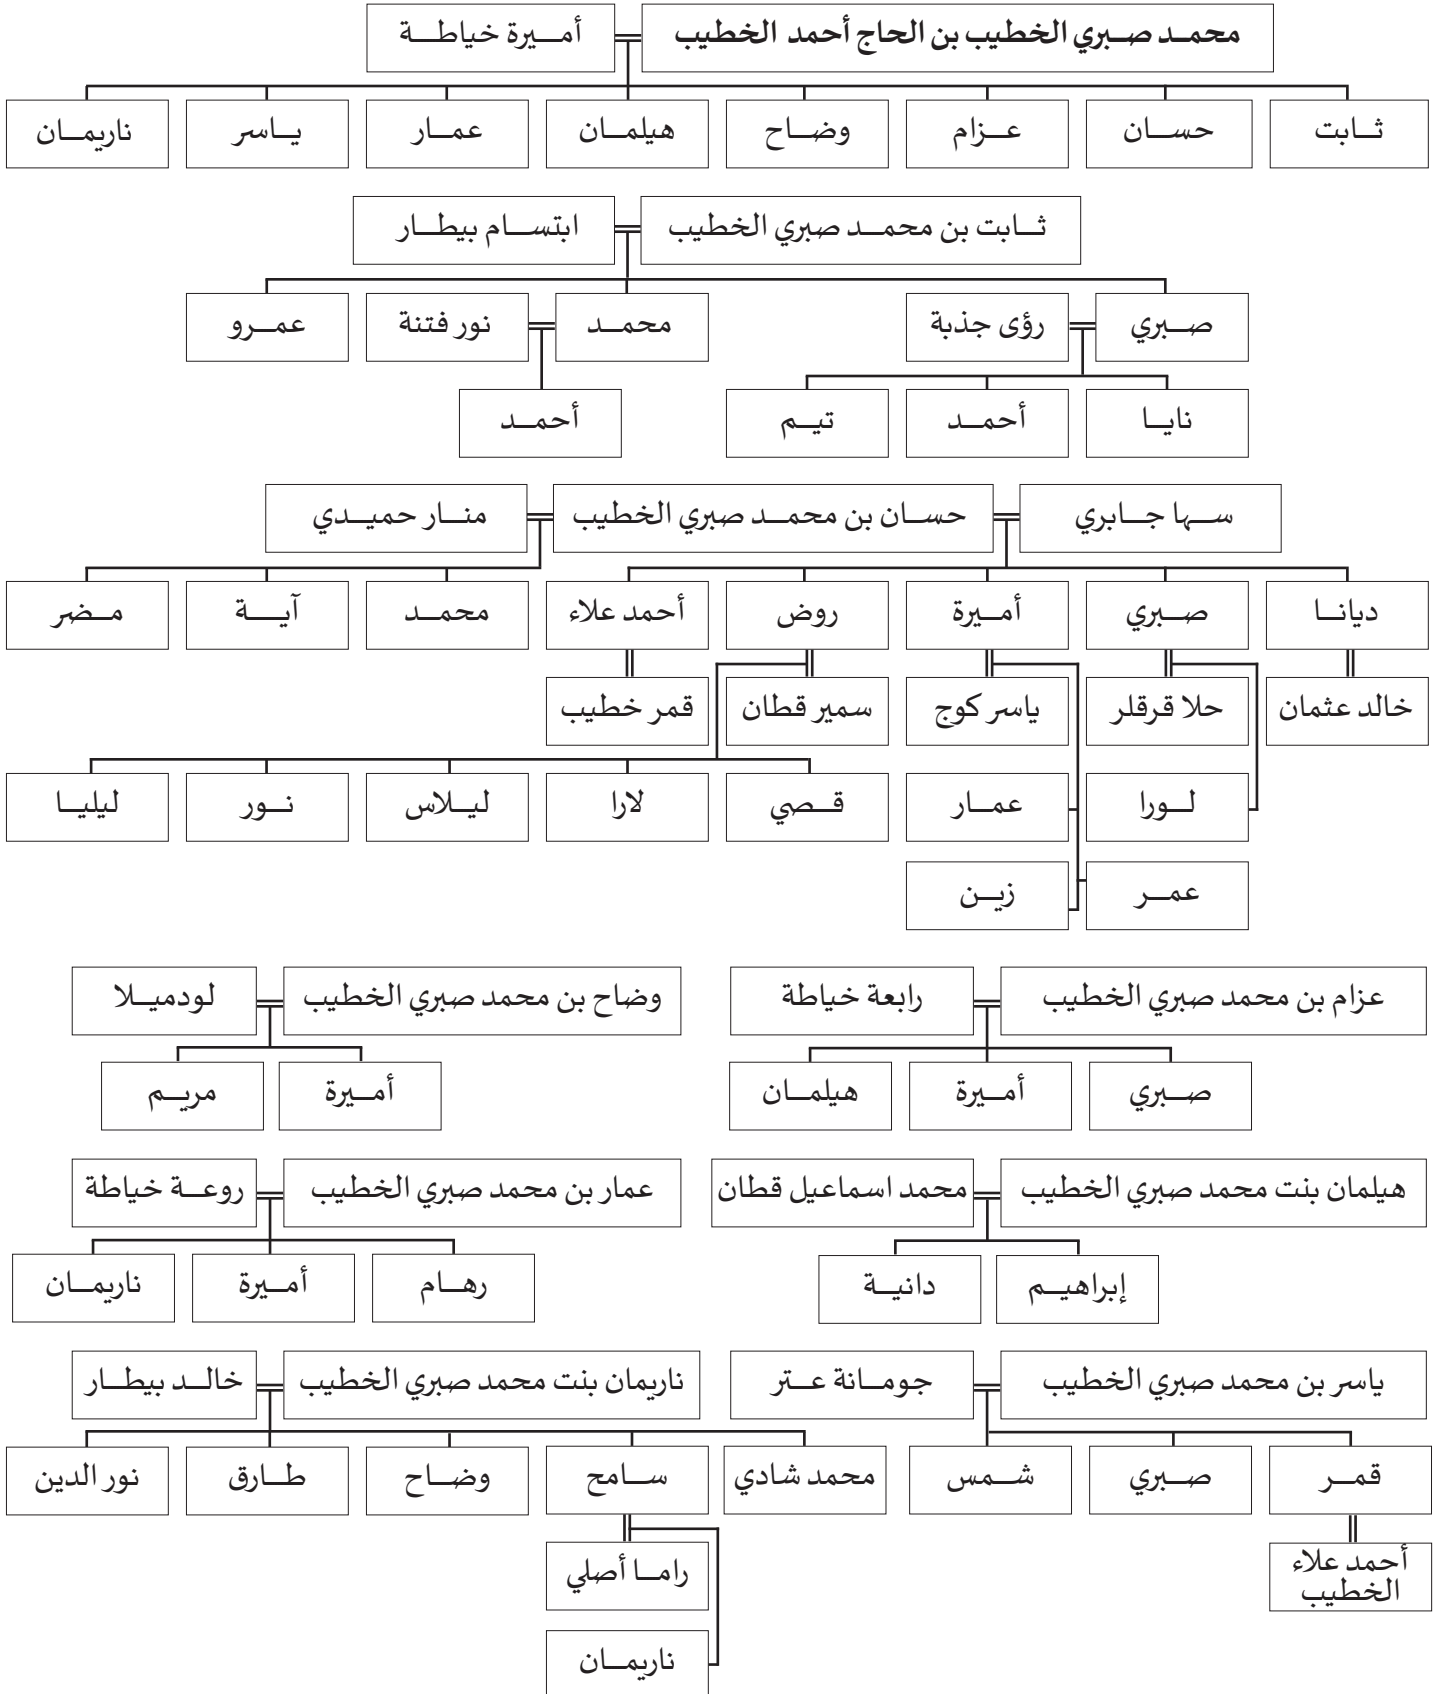 محمد صبري الخطيب بن الحاج أحمد الخطيب
أميرة خياطة
ثابت
حسان
عزام
وضاح
هيلمان
عمار
ياسر
ناريمان
ثابت بن محمد صبري الخطيب
ابتسام بيطار
صبري
رؤى جذبة
محمد
نور فتنة
عمرو
نايا
أحمد
تيم
أحمد
سها جابري
حسان بن محمد صبري الخطيب
منار حميدي
ديانا
صبري
أميرة
روض
أحمد علاء
محمد
آية
مضر
خالد عثمان
حلا قرقلر
ياسر كوج
سمير قطان
قمر خطيب
لورا
عمار
قصي
لارا
ليلاس
نور
ليليا
عمر
زين
عزام بن محمد صبري الخطيب
رابعة خياطة
وضاح بن محمد صبري الخطيب
لودميلا
صبري
أميرة
هيلمان
أميرة
مريم
هيلمان بنت محمد صبري الخطيب
محمد اسماعيل قطان
عمار بن محمد صبري الخطيب
روعة خياطة
إبراهيم
دانية
رهام
أميرة
ناريمان
ياسر بن محمد صبري الخطيب
جومانة عتر
ناريمان بنت محمد صبري الخطيب
خالد بيطار
قمر
صبري
شمس
محمد شادي
سامح
وضاح
طارق
نور الدين
أحمد علاء
الخطيب
راما أصلي
ناريمان